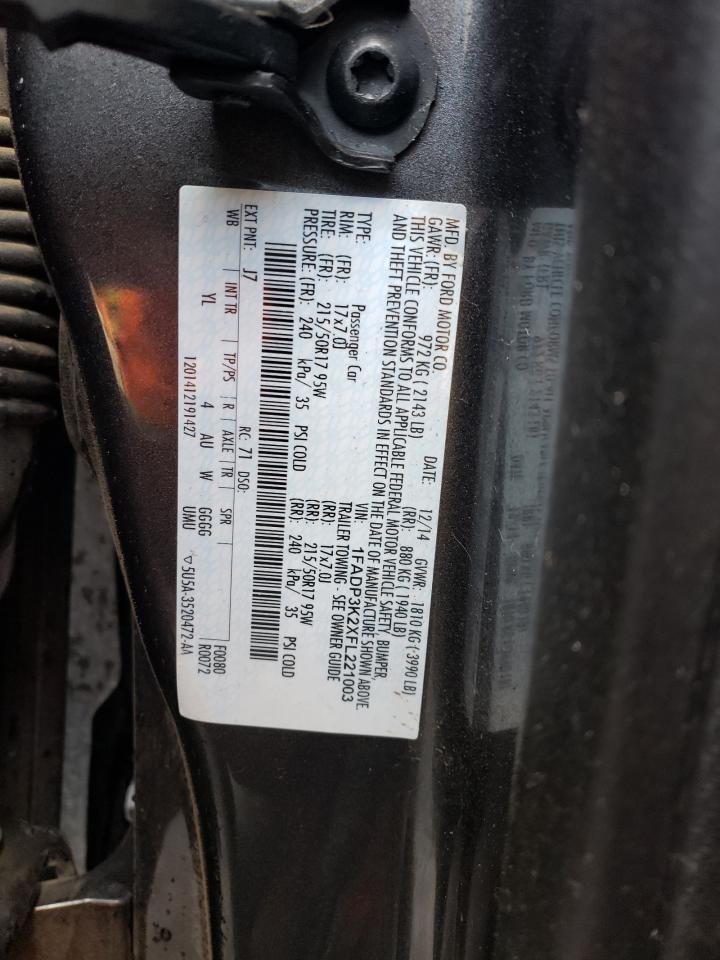 MFD. BY FORD MOTOR CO. DATE: 12/14 GVWR: 1810 KG ( 3990 LB)
GAWR: (FR): 972 KG ( 2143 LB) (RR): 880 KG ( 1940 LB)
THIS VEHICLE CONFORMS TO ALL APPLICABLE FEDERAL MOTOR VEHICLE SAFETY, BUMPER,
AND THEFT PREVENTION STANDARDS IN EFFECT ON THE DATE OF MANUFACTURE SHOWN ABOVE.
VIN: 1FADP3K2XFL221003
TYPE: Passenger Car TRAILER TOWING - SEE OWNER GUIDE
RIM: (FR): 17x7.0J (RR): 17x7.0J
TIRE: (FR): 215/50R17 95W (RR): 215/50R17 95W
PRESSURE: (FR): 240 kPa/ 35 PSI COLD (RR): 240 kPa/ 35 PSI COLD
EXT PNT: J7 RC: 71 DSO: F0080
WB INT TR TP/PS R AXLE TR SPR R0072
YL 4 AU W GGGG
UMU
1201412191427 ▽5U5A-3520472-AA